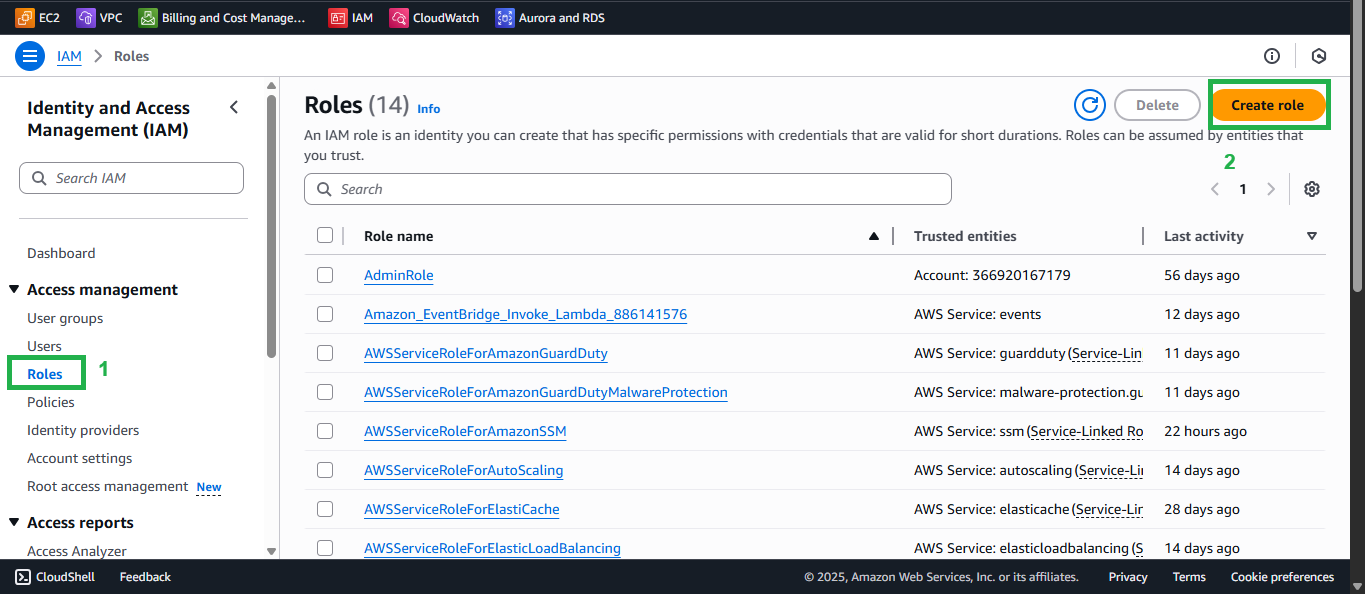 EC2 VPC Billing and Cost Manage... IAM CloudWatch Aurora and RDS
IAM > Roles
Identity and Access
Management (IAM)
Search IAM
Dashboard
Access management
User groups
Users
Roles 1
Policies
Identity providers
Account settings
Root access management New
Access reports
Access Analyzer
Roles (14) Info
Delete
Create role
An IAM role is an identity you can create that has specific permissions with credentials that are valid for short durations. Roles can be assumed by entities that
you trust.
2
Search
1
Role name Trusted entities Last activity
AdminRole Account: 366920167179 56 days ago
Amazon_EventBridge_Invoke_Lambda_886141576 AWS Service: events 12 days ago
AWSServiceRoleForAmazonGuardDuty AWS Service: guardduty (Service-Lin 11 days ago
AWSServiceRoleForAmazonGuardDutyMalwareProtection AWS Service: malware-protection.gu 11 days ago
AWSServiceRoleForAmazonSSM AWS Service: ssm (Service-Linked Ro 22 hours ago
AWSServiceRoleForAutoScaling AWS Service: autoscaling (Service-Li 14 days ago
AWSServiceRoleForElastiCache AWS Service: elasticache (Service-Lir 28 days ago
AWSServiceRoleForElasticLoadBalancing AWS Service: elasticloadbalancing (S 14 days ago
CloudShell Feedback © 2025, Amazon Web Services, Inc. or its affiliates. Privacy Terms Cookie preferences